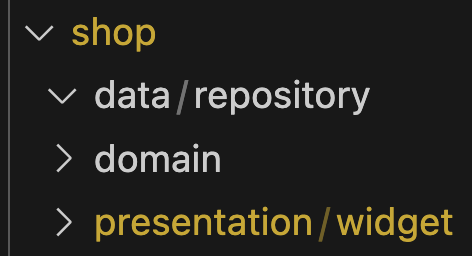 shop
data/repository
domain
presentation/widget